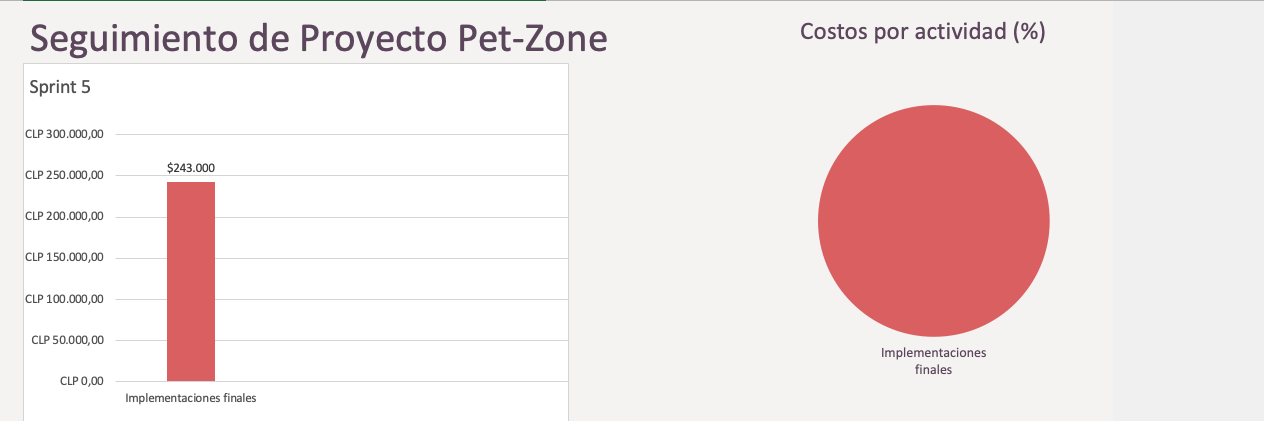 Seguimiento de Proyecto Pet-Zone
Sprint 5
CLP 300.000,00
$243.000
CLP 250.000,00
CLP 200.000,00
CLP 150.000,00
CLP 100.000,00
CLP 50.000,00
CLP 0,00
Implementaciones finales
Costos por actividad (%)
Implementaciones
finales